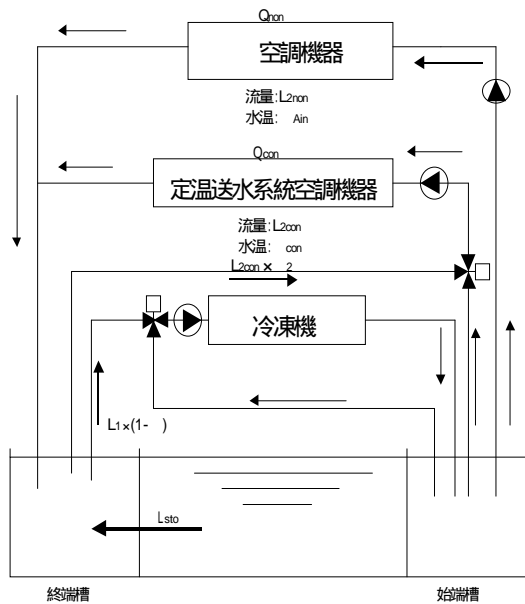 Qnon
空調機器
流量:L2non
水温: Ain
Qcon
定温送水系統空調機器
流量:L2con
水温: con
L2con× 2
冷凍機
L1×(1- )
Lsto
終端槽
始端槽